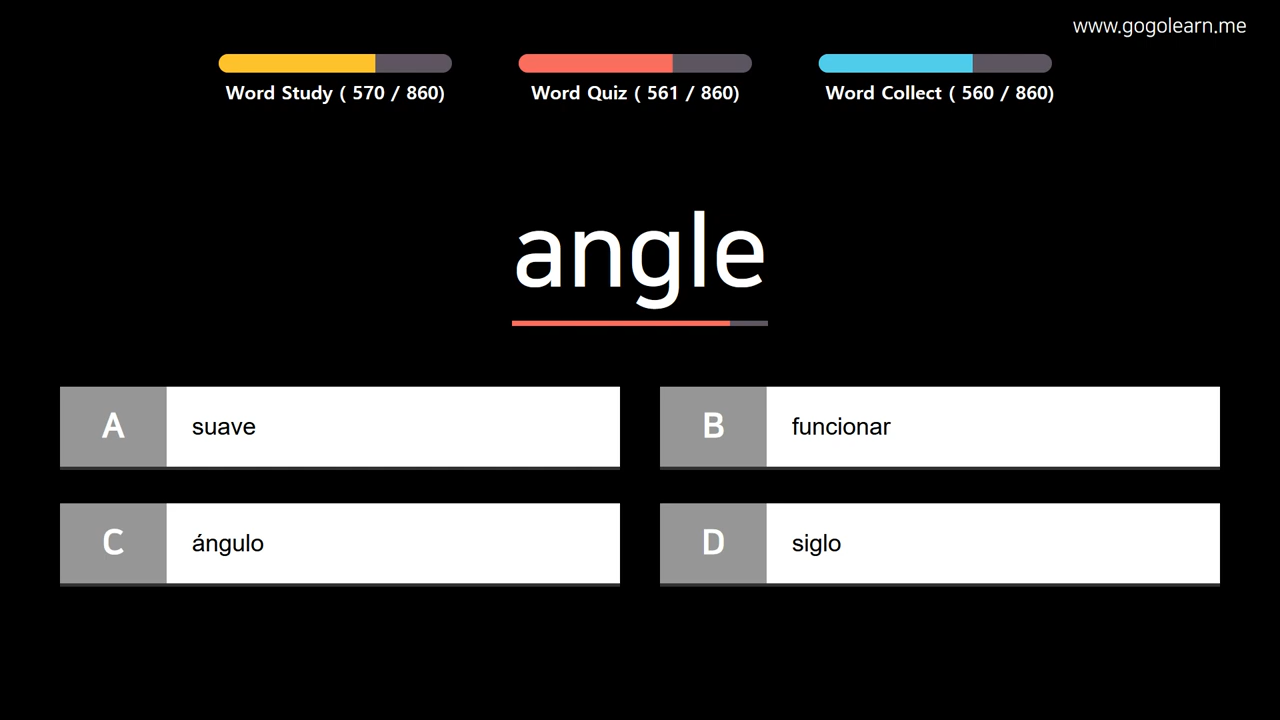 www.gogolearn.me
Word Study ( 570 / 860)
Word Quiz ( 561 / 860)
Word Collect ( 560 / 860)
angle
A
suave
B
funcionar
C
ángulo
D
siglo